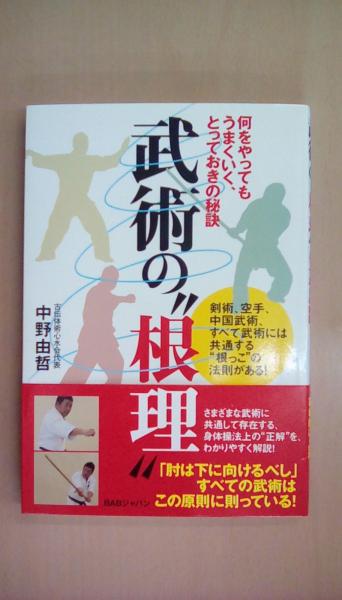 何をやっても
うまくいく、
とっておきの秘訣
武術の〝根理〟
古伝体術心水会代表
中野由哲
剣術、空手、
中国武術、
すべて武術には
共通する
“根っこ”の
法則がある!
さまざまな武術に
共通して存在する、
身体操法上の“正解”を、
わかりやすく解説!
「肘は下に向けるべし」
すべての武術は
この原則に則っている!
BABジャパン